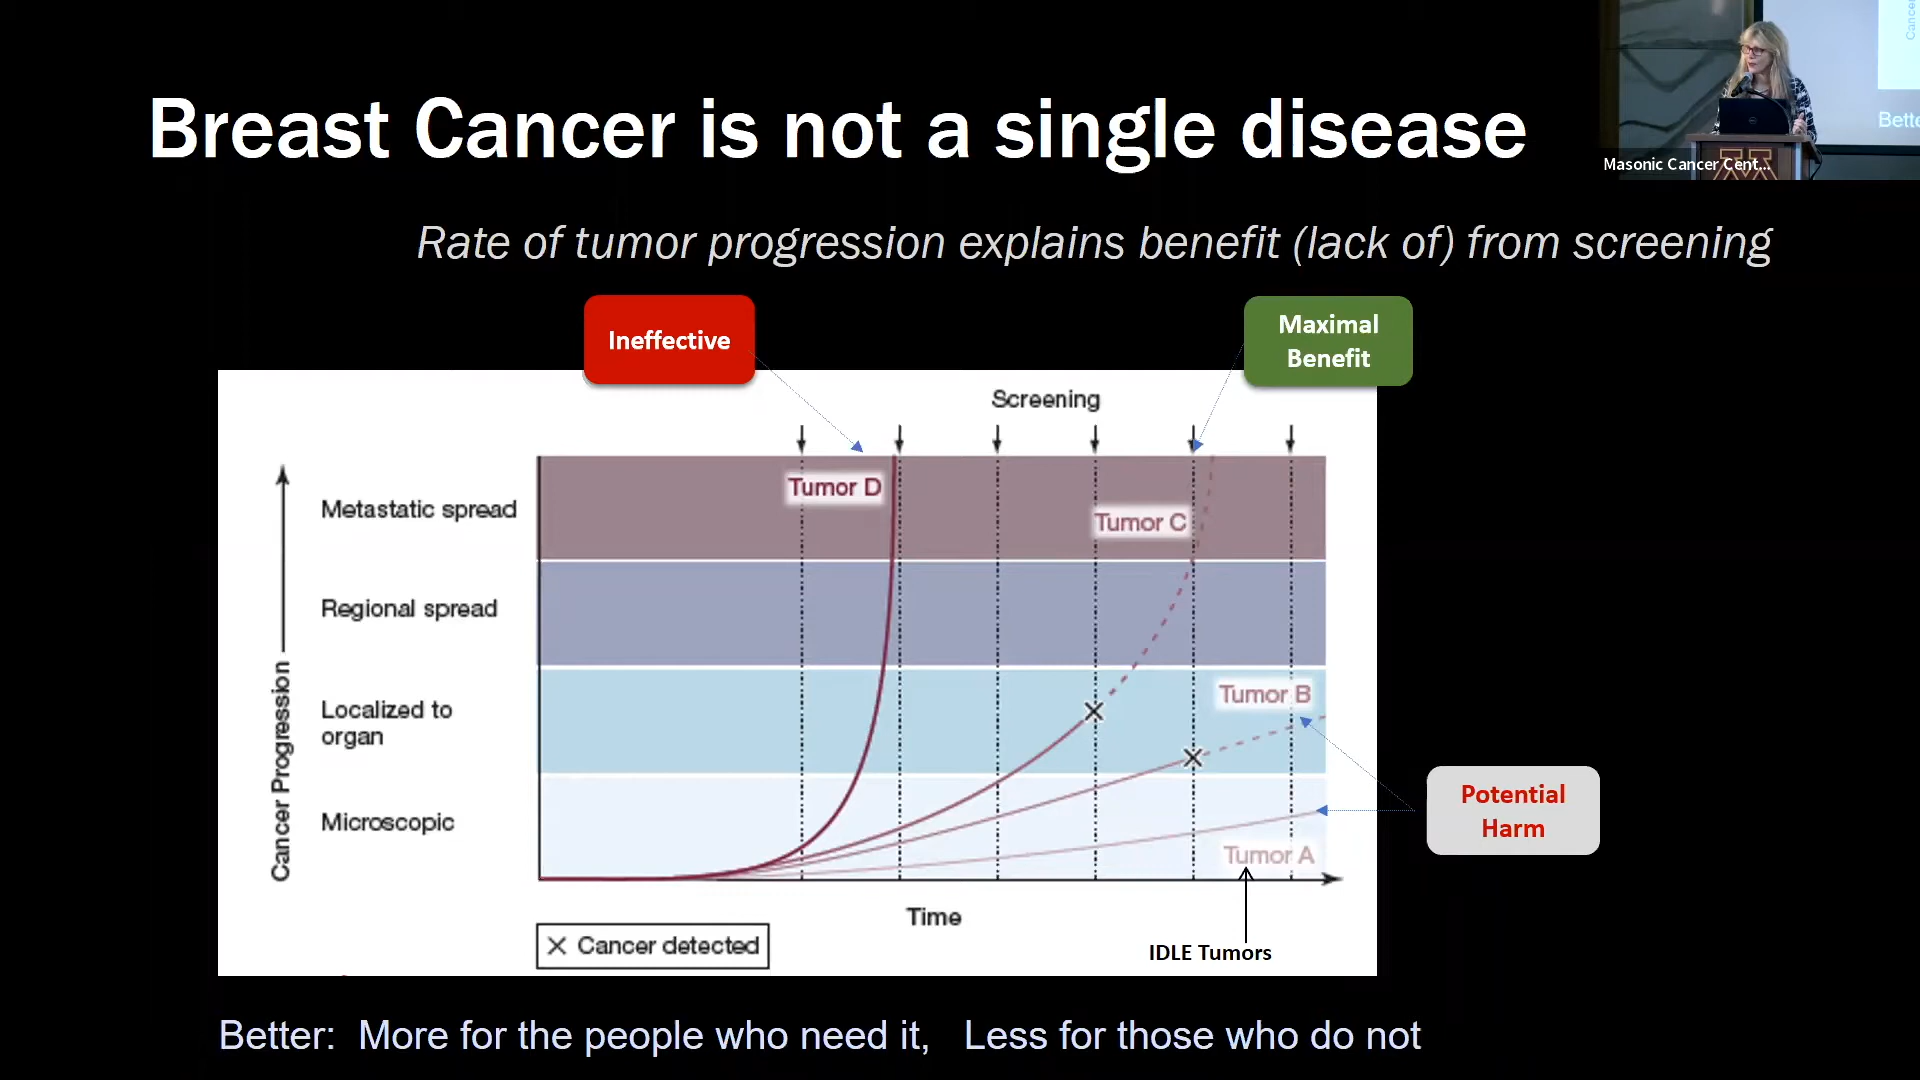 Breast Cancer is not a single disease
Masonic Cancer Cent...
Cancer
Bette
Rate of tumor progression explains benefit (lack of) from screening
Ineffective
Maximal
Benefit
Screening
Tumor D
Metastatic spread
Tumor C
Regional spread
Tumor B
Localized to
organ
Potential
Harm
Microscopic
Tumor A
Cancer Progression
Time
× Cancer detected
IDLE Tumors
Better: More for the people who need it, Less for those who do not